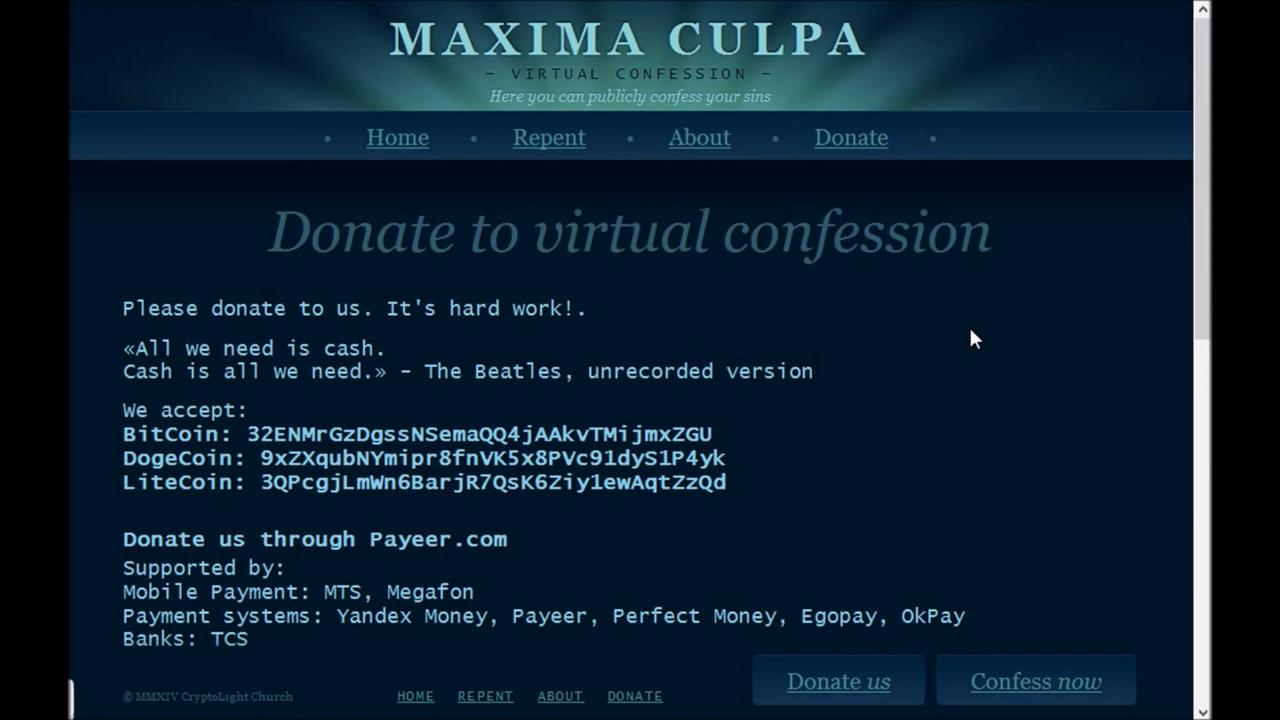 MAXIMA CULPA
- VIRTUAL CONFESSION -
Here you can publicly confess your sins
• Home • Repent • About • Donate •
Donate to virtual confession
Please donate to us. It's hard work!.
«All we need is cash.
Cash is all we need.» - The Beatles, unrecorded version
We accept:
BitCoin: 32ENMrGzDgssNSemaQQ4jAAkvTMijmxZGU
DogeCoin: 9xZXqubNYmipr8fnVK5x8PVc91dyS1P4yk
LiteCoin: 3QPcgjLmWn6BarjR7QsK6Ziy1ewAqtZzQd
Donate us through Payeer.com
Supported by:
Mobile Payment: MTS, Megafon
Payment systems: Yandex Money, Payeer, Perfect Money, Egopay, OkPay
Banks: TCS
Donate us Confess now
© MMXIV CryptoLight Church HOME REPENT ABOUT DONATE